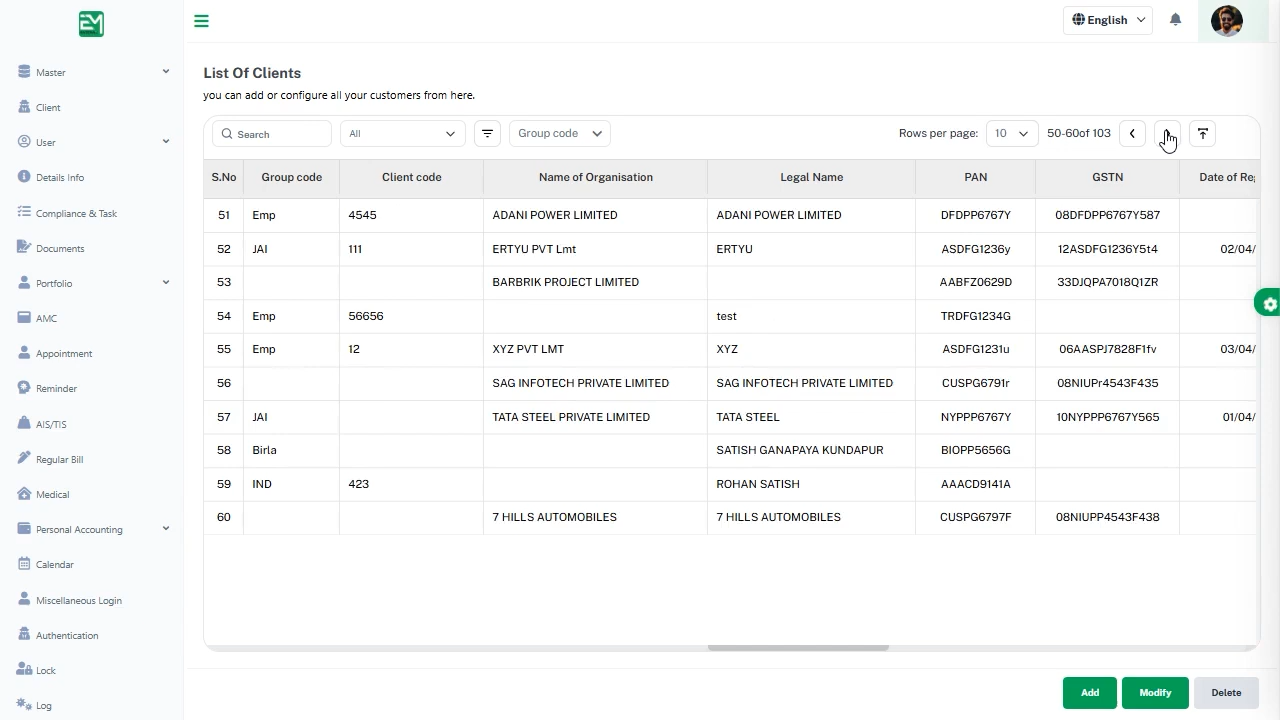 EM
English
Master
Client
User
Details Info
Compliance & Task
Documents
Portfolio
AMC
Appointment
Reminder
AIS/TIS
Regular Bill
Medical
Personal Accounting
Calendar
Miscellaneous Login
Authentication
Lock
Log
List Of Clients
you can add or configure all your customers from here.
Search All Group code Rows per page: 10 50-60of 103
S.No Group code Client code Name of Organisation Legal Name PAN GSTN Date of Reg
51 Emp 4545 ADANI POWER LIMITED ADANI POWER LIMITED DFDPP6767Y 08DFDPP6767Y587
52 JAI 111 ERTYU PVT Lmt ERTYU ASDFG1236y 12ASDFG1236Y5t4 02/04/
53 BARBRIK PROJECT LIMITED AABFZ0629D 33DJQPA7018Q1ZR
54 Emp 56656 test TRDFG1234G
55 Emp 12 XYZ PVT LMT XYZ ASDFG1231u 06AASPJ7828F1fv 03/04/
56 SAG INFOTECH PRIVATE LIMITED SAG INFOTECH PRIVATE LIMITED CUSPG6791r 08NIUPr4543F435
57 JAI TATA STEEL PRIVATE LIMITED TATA STEEL NYPPP6767Y 10NYPPP6767Y565 01/04/
58 Birla SATISH GANAPAYA KUNDAPUR BIOPP5656G
59 IND 423 ROHAN SATISH AAACD9141A
60 7 HILLS AUTOMOBILES 7 HILLS AUTOMOBILES CUSPG6797F 08NIUPP4543F438
Add Modify Delete